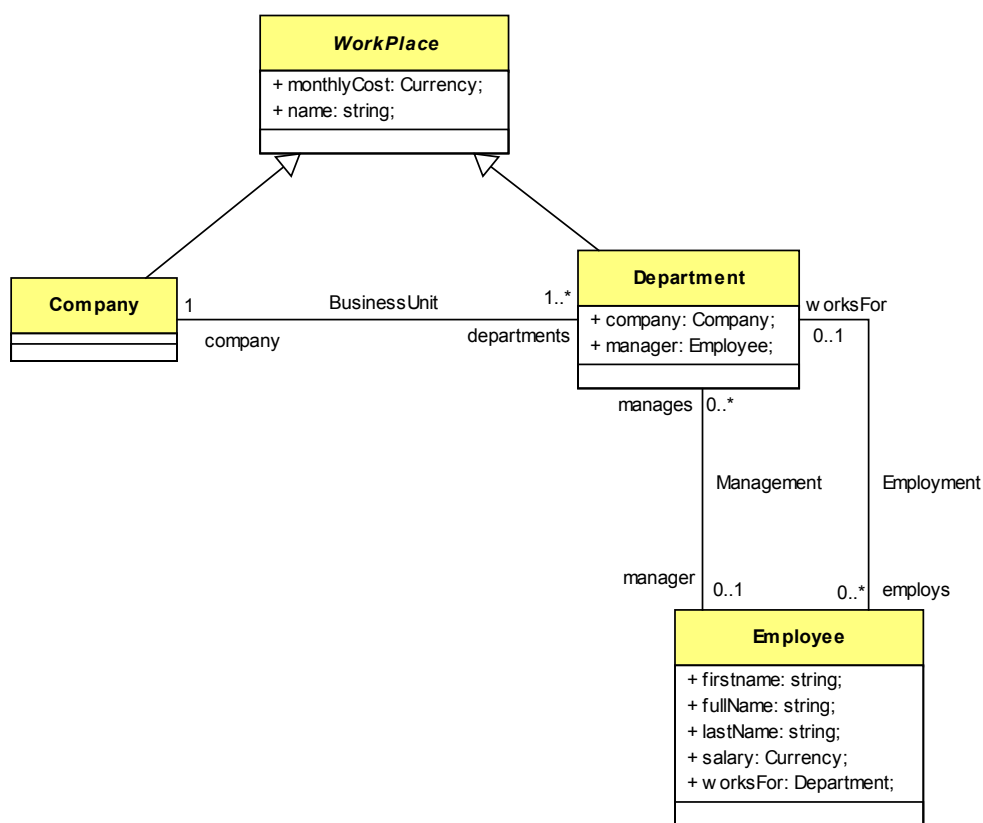 WorkPlace
+ monthlyCost: Currency;
+ name: string;
Company
1
company
BusinessUnit
1..*
departments
Department
+ company: Company;
+ manager: Employee;
worksFor
0..1
manages
0..*
Management
Employment
manager
0..1
0..*
employs
Employee
+ firstname: string;
+ fullName: string;
+ lastName: string;
+ salary: Currency;
+ worksFor: Department;